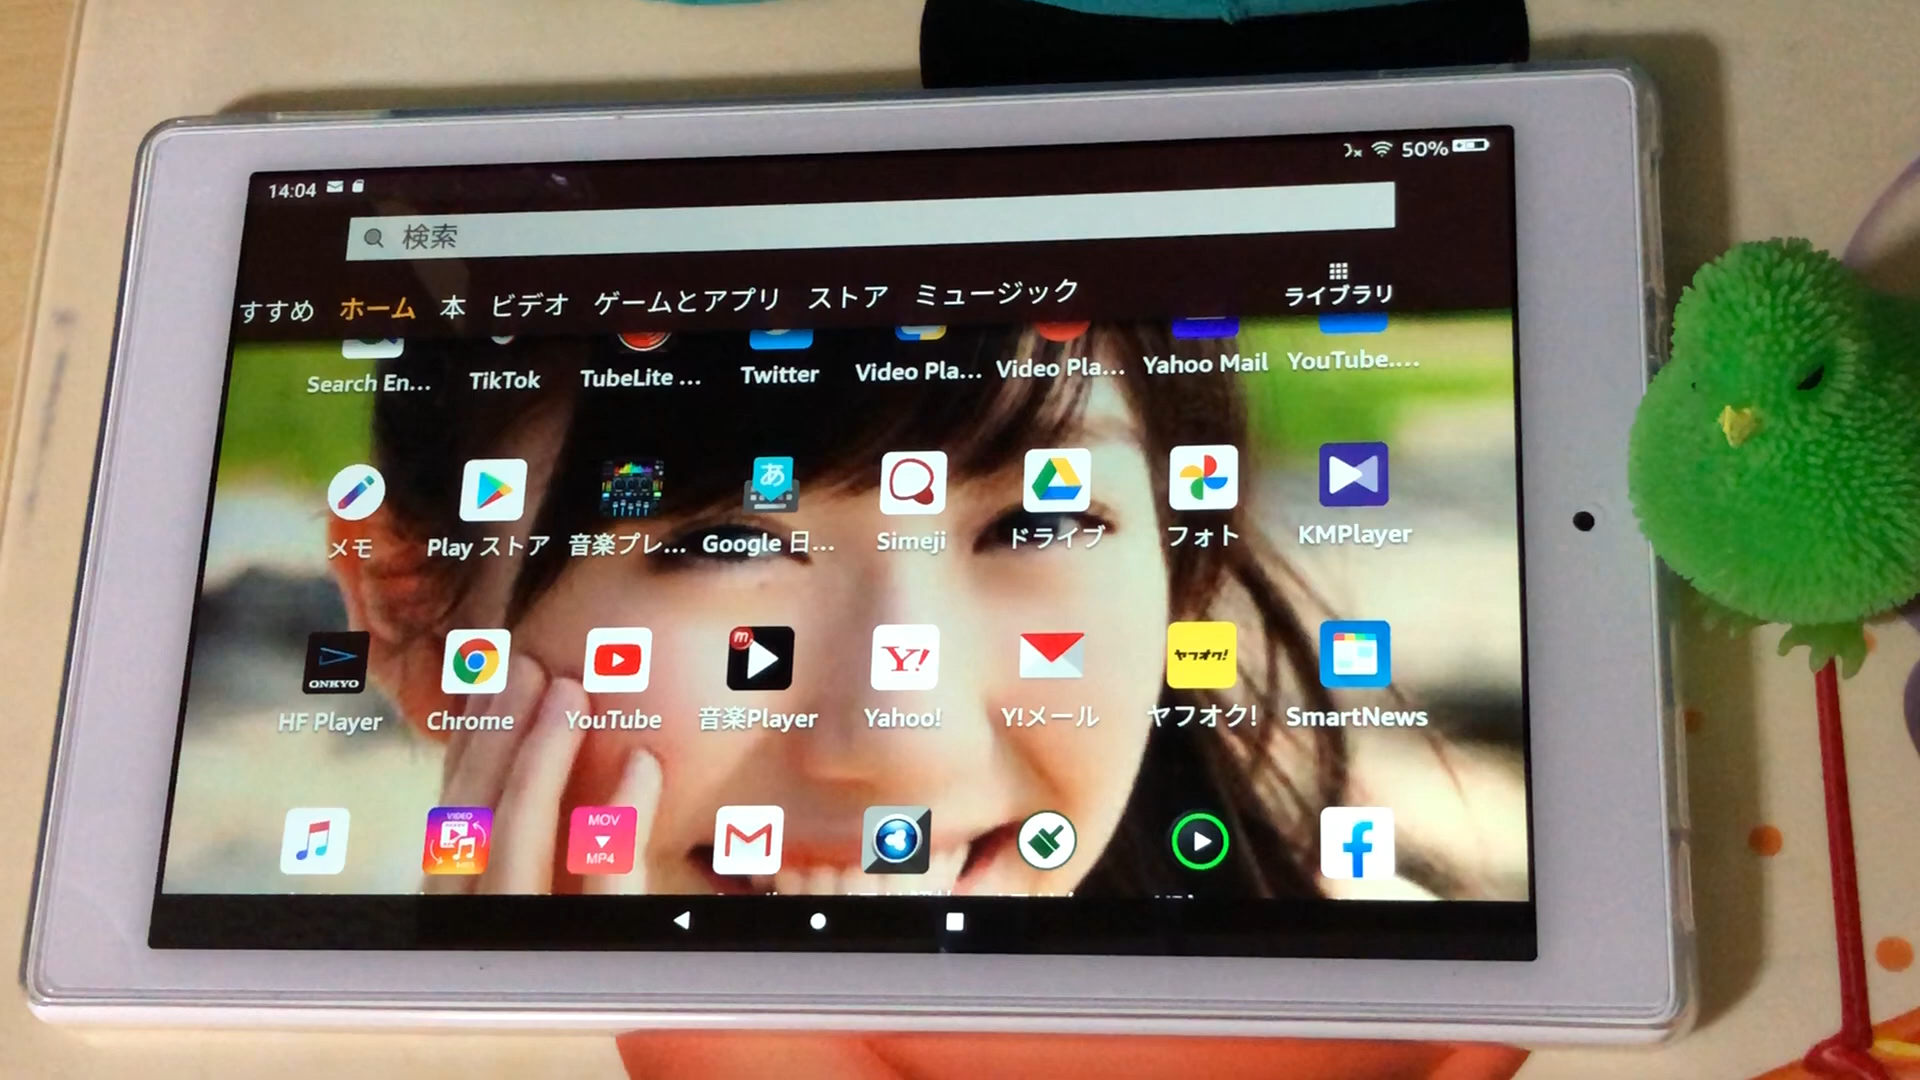 14:04
50%
検索
すすめ ホーム 本 ビデオ ゲームとアプリ ストア ミュージック ライブラリ
Search En... TikTok TubeLite ... Twitter Video Pla... Video Pla... Yahoo Mail YouTube....
あ
メモ Play ストア 音楽プレ... Google 日... Simeji ドライブ フォト KMPlayer
ONKYO m Y! ヤフオク!
HF Player Chrome YouTube 音楽Player Yahoo! Y!メール ヤフオク! SmartNews
VIDEO MOV
MP4